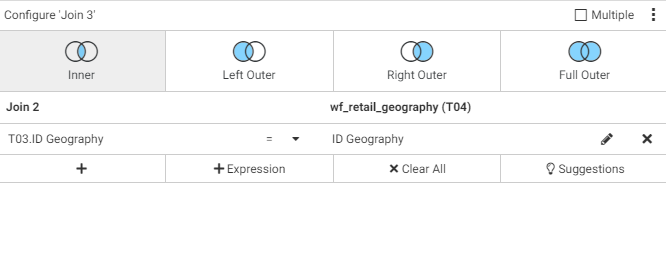 Configure 'Join 3'
Multiple
Inner
Left Outer
Right Outer
Full Outer
Join 2
wf_retail_geography (T04)
T03.ID Geography
=
ID Geography
Expression
Clear All
Suggestions